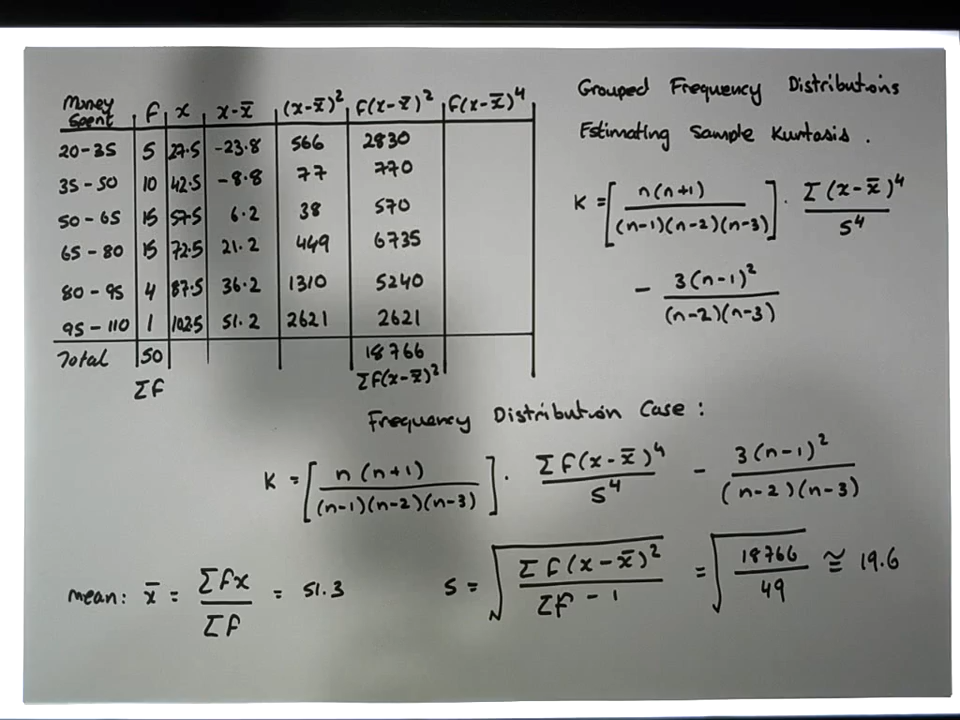 Grouped Frequency Distributions
Estimating Sample Kurtasis.
K = [n(n+1) / (n-1)(n-2)(n-3)] . Σ(x-x̄)⁴ / S⁴
- 3(n-1)² / (n-2)(n-3)
Money Spent | F | x | x-x̄ | (x-x̄)² | F(x-x̄)² | F(x-x̄)⁴
20-35 | 5 | 27.5 | -23.8 | 566 | 2830
35-50 | 10 | 42.5 | -8.8 | 77 | 770
50-65 | 15 | 57.5 | 6.2 | 38 | 570
65-80 | 15 | 72.5 | 21.2 | 449 | 6735
80-95 | 4 | 87.5 | 36.2 | 1310 | 5240
95-110 | 1 | 102.5 | 51.2 | 2621 | 2621
Total | 50 | 18766
ΣF ΣF(x-x̄)²
Frequency Distribution Case:
K = [n(n+1) / (n-1)(n-2)(n-3)] . ΣF(x-x̄)⁴ / S⁴ - 3(n-1)² / (n-2)(n-3)
mean: x̄ = ΣFx / ΣF = 51.3
S = √(ΣF(x-x̄)² / ΣF-1) = √(18766 / 49) ≅ 19.6